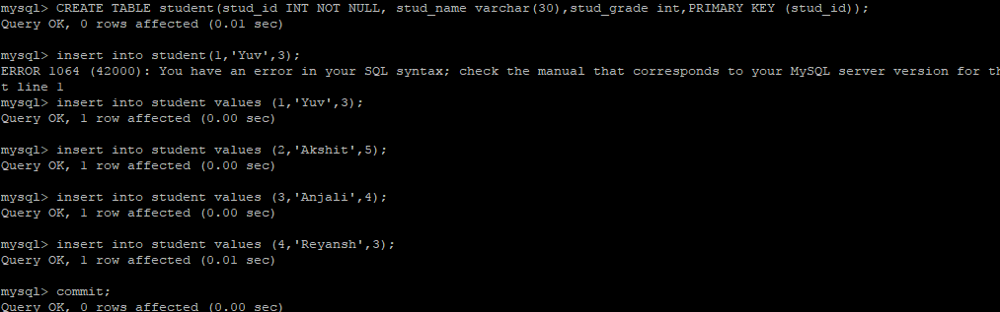 mysql> CREATE TABLE student(stud_id INT NOT NULL, stud_name varchar(30),stud_grade int,PRIMARY KEY (stud_id));
Query OK, 0 rows affected (0.01 sec)
mysql> insert into student(1,'Yuv',3);
ERROR 1064 (42000): You have an error in your SQL syntax; check the manual that corresponds to your MySQL server version for th
t line 1
mysql> insert into student values (1,'Yuv',3);
Query OK, 1 row affected (0.00 sec)
mysql> insert into student values (2,'Akshit',5);
Query OK, 1 row affected (0.00 sec)
mysql> insert into student values (3,'Anjali',4);
Query OK, 1 row affected (0.00 sec)
mysql> insert into student values (4,'Reyansh',3);
Query OK, 1 row affected (0.01 sec)
mysql> commit;
Query OK, 0 rows affected (0.00 sec)